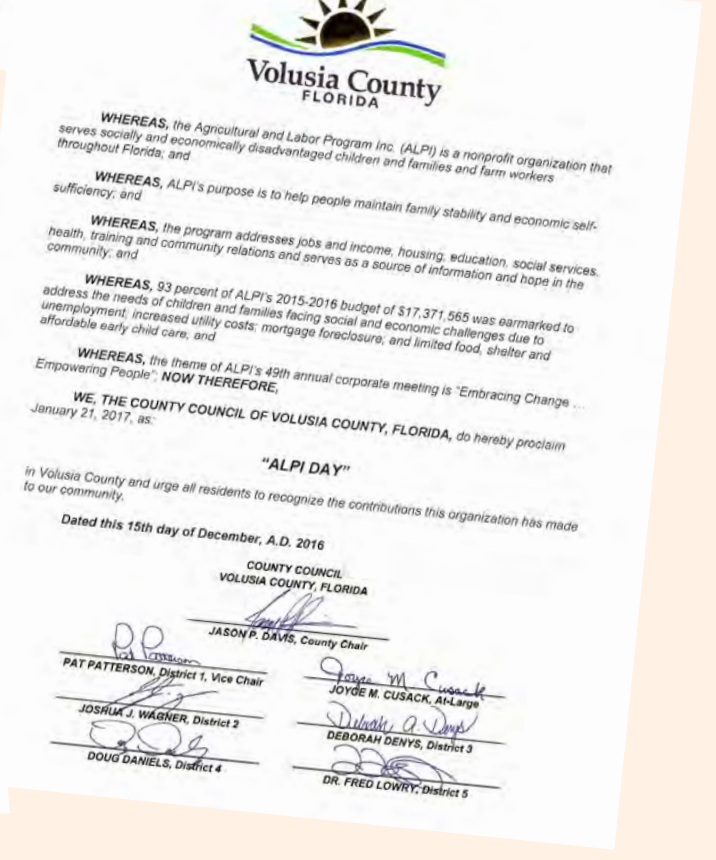 Volusia County
FLORIDA
WHEREAS, the Agricultural and Labor Program Inc. (ALPI) is a nonprofit organization that
serves socially and economically disadvantaged children and families and farm workers
throughout Florida; and
WHEREAS, ALPI's purpose is to help people maintain family stability and economic self-
sufficiency; and
WHEREAS, the program addresses jobs and income, housing, education, social services,
health, training and community relations and serves as a source of information and hope in the
community; and
WHEREAS, 93 percent of ALPI's 2015-2016 budget of $17,371,565 was earmarked to
address the needs of children and families facing social and economic challenges due to
unemployment, increased utility costs; mortgage foreclosure; and limited food, shelter and
affordable early child care, and
WHEREAS, the theme of ALPI's 49th annual corporate meeting is "Embracing Change ...
Empowering People"; NOW THEREFORE,
WE, THE COUNTY COUNCIL OF VOLUSIA COUNTY, FLORIDA, do hereby proclaim
January 21, 2017, as:
"ALPI DAY"
in Volusia County and urge all residents to recognize the contributions this organization has made
to our community.
Dated this 15th day of December, A.D. 2016
COUNTY COUNCIL
VOLUSIA COUNTY, FLORIDA
JASON P. DAVIS, County Chair
Pat Patterson
PAT PATTERSON, District 1, Vice Chair
Joyce M. Cusack
JOYCE M. CUSACK, At-Large
JOSHUA J. WAGNER, District 2
Deborah A. Denys
DEBORAH DENYS, District 3
DOUG DANIELS, District 4
DR. FRED LOWRY, District 5